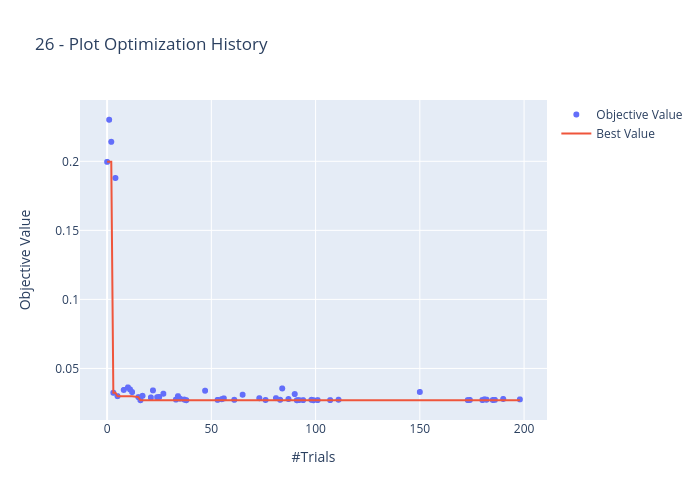 26 - Plot Optimization History
Objective Value
Best Value
0.2
0.15
0.1
0.05
Objective Value
0
50
100
150
200
#Trials